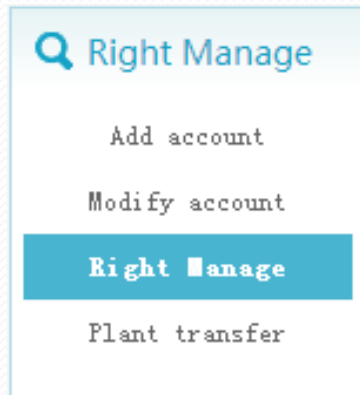 Right Manage
Add account
Modify account
Right Manage
Plant transfer